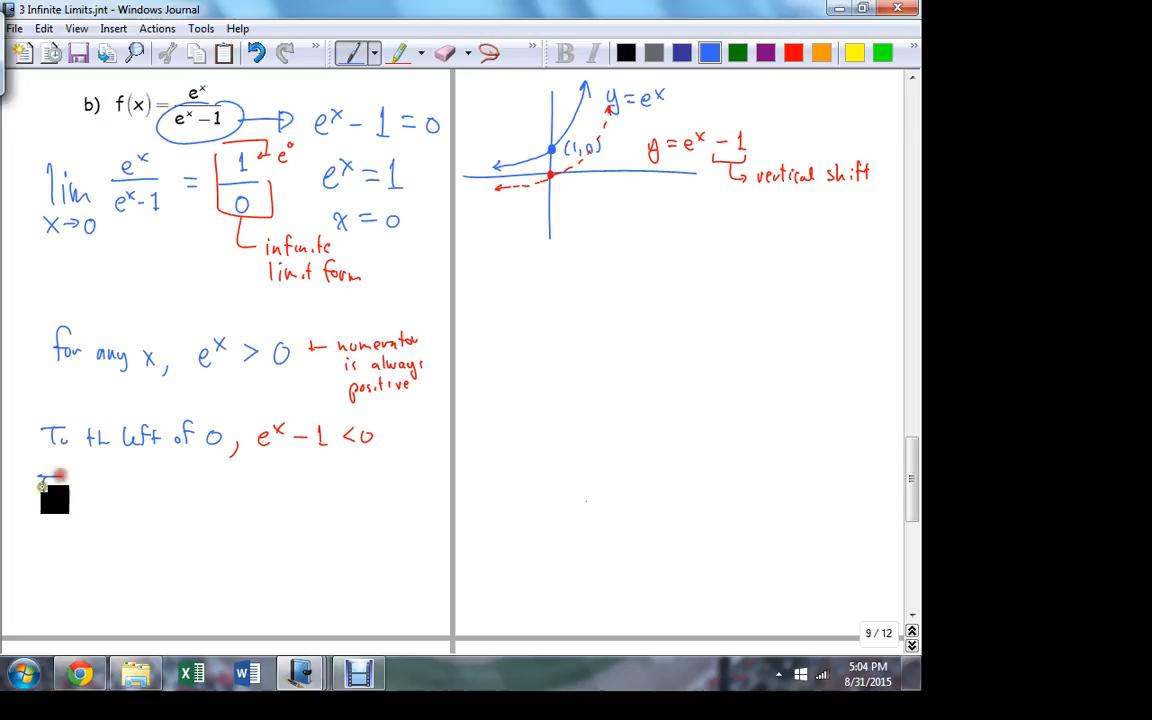 3 Infinite Limits.jnt - Windows Journal
File Edit View Insert Actions Tools Help
b) f(x) = e^x / (e^x − 1)
e^x − 1 = 0
lim x→0 e^x / (e^x − 1) = 1 / 0
e^0
e^x = 1
x = 0
infinite
limit form
for any x, e^x > 0
numerator
is always
positive
To th left of 0, e^x − 1 < 0
y = e^x
(1,0)
y = e^x − 1
vertical shift
9 / 12
5:04 PM
8/31/2015